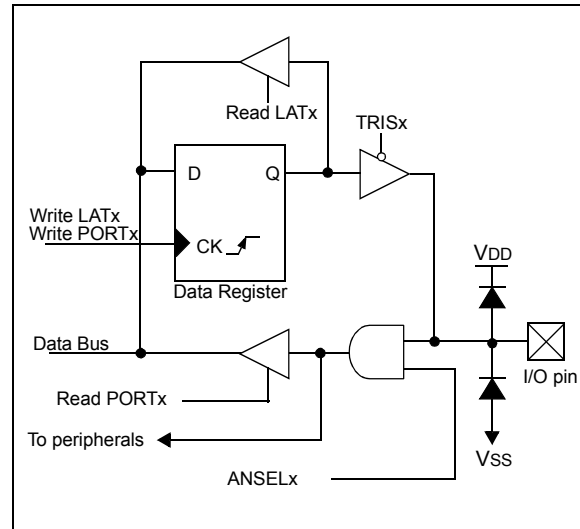 Read LATx
TRISx
D
Q
Write LATx
Write PORTx
CK
VDD
Data Register
Data Bus
I/O pin
Read PORTx
To peripherals
VSS
ANSELx